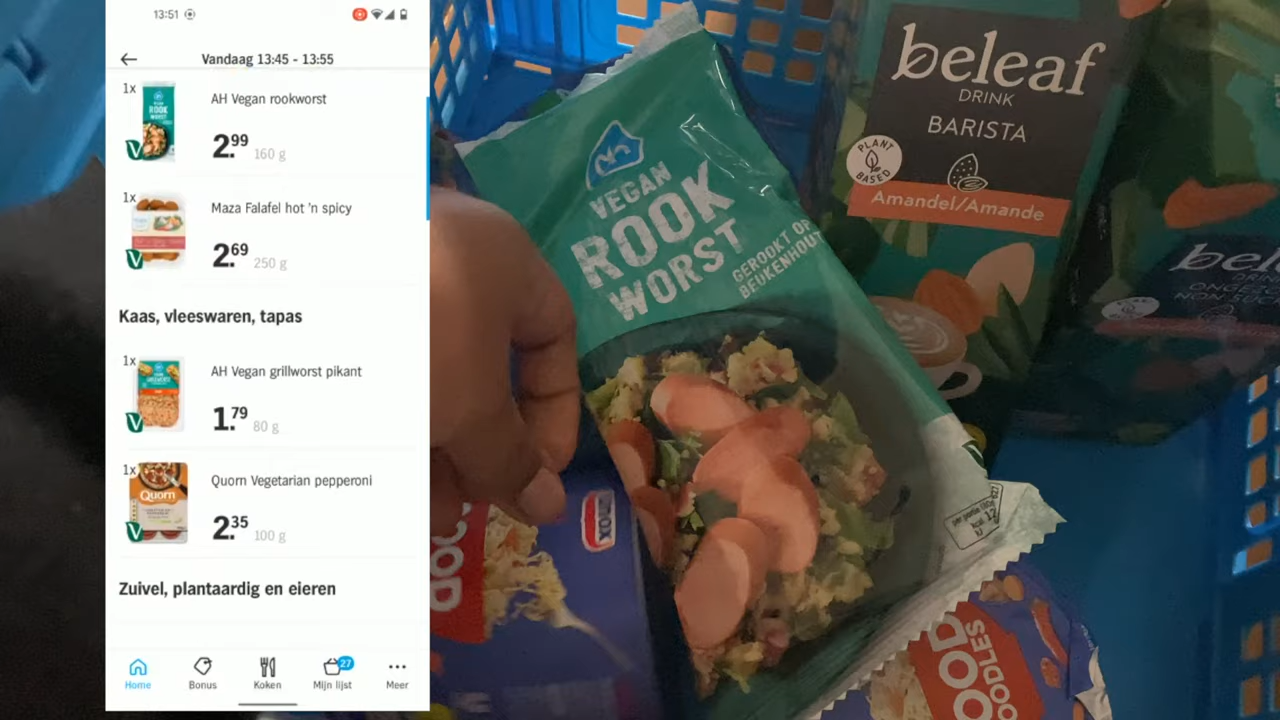 13:51
Vandaag 13:45 - 13:55
1x
AH Vegan rookworst
2.99 160 g
1x
Maza Falafel hot 'n spicy
2.69 250 g
Kaas, vleeswaren, tapas
1x
AH Vegan grillworst pikant
1.79 80 g
1x
Quorn Vegetarian pepperoni
2.35 100 g
Quorn
Zuivel, plantaardig en eieren
Home
Bonus
Koken
27
Mijn lijst
Meer
VEGAN
ROOK
WORST
GEROOKT OP
BEUKENHOUT
beleaf
DRINK
BARISTA
PLANT
BASED
Amandel/Amande
unox